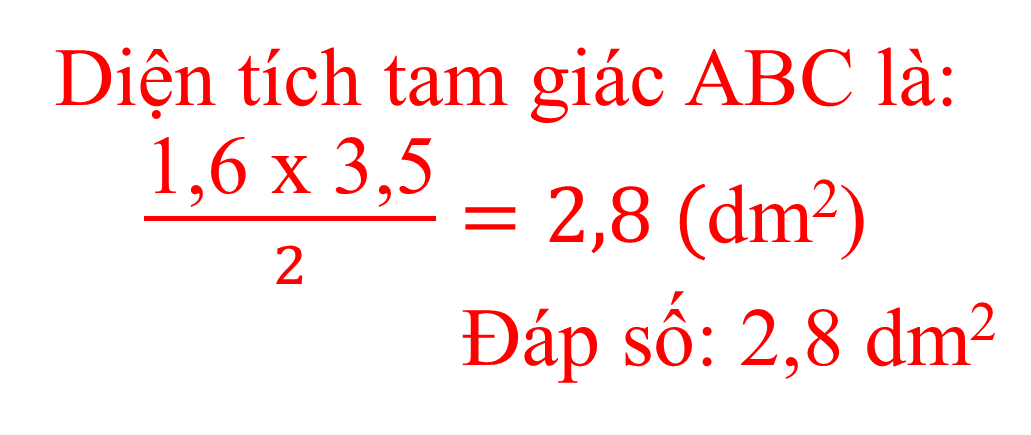 Diện tích tam giác ABC là:
1,6 x 3,5
2
= 2,8 (dm²)
Đáp số: 2,8 dm²